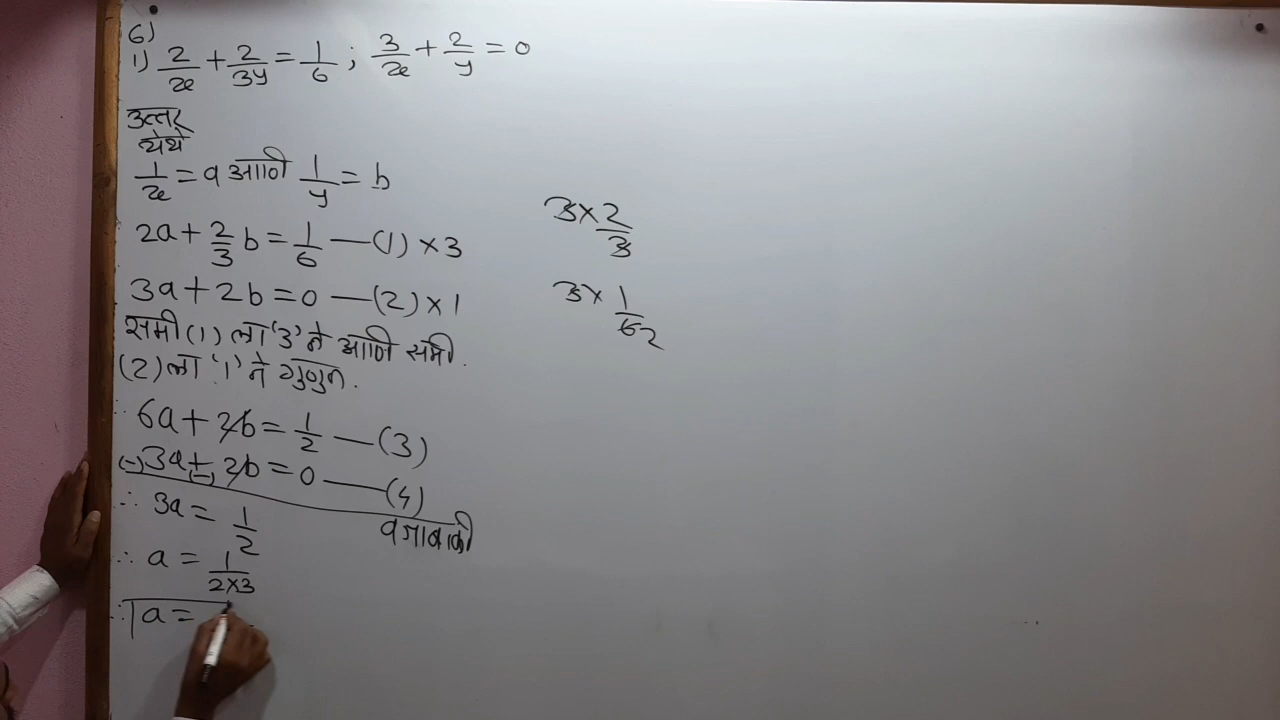 6)
1) 2/x + 2/3y = 1/6 ; 3/x + 2/y = 0
उत्तर
येथे
1/x = a आणि 1/y = b
2a + 2/3 b = 1/6 —(1) × 3
3a + 2b = 0 —(2) × 1
समी (1) ला '3' ने आणि समी.
(2) ला '1' ने गुणुन.
∴ 6a + 2b = 1/2 —(3)
(-) 3a + (-) 2b = 0 —(4)
वजाबाकी
∴ 3a = 1/2
∴ a = 1/2×3
∴ a =
3 × 2/3
3 × 1/6 2